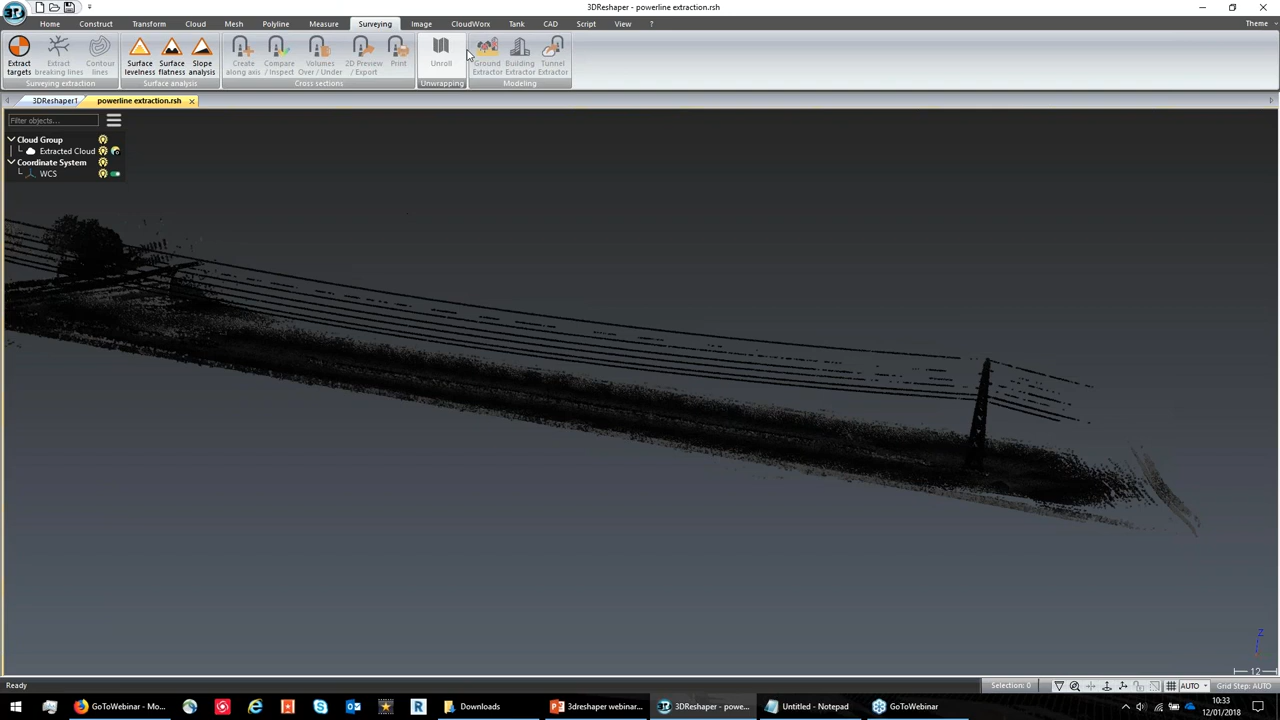 3DReshaper - powerline extraction.rsh
Home Construct Transform Cloud Mesh Polyline Measure Surveying Image CloudWorx Tank CAD Script View ? Theme
Extract targets
Extract breaking lines
Contour lines
Surface levelness
Surface flatness
Slope analysis
Create along axis
Compare / Inspect
Volumes Over / Under
2D Preview / Export
Print
Unroll
Ground Extractor
Building Extractor
Tunnel Extractor
Surveying extraction Surface analysis Cross sections Unwrapping Modeling
3DReshaper1 powerline extraction.rsh
Filter objects...
Cloud Group
Extracted Cloud
Coordinate System
WCS
Z
12
Ready Selection: 0 AUTO Grid Step: AUTO
GoToWebinar - Mo... Downloads 3dreshaper webinar... 3DReshaper - powe... Untitled - Notepad GoToWebinar
10:33
12/01/2018